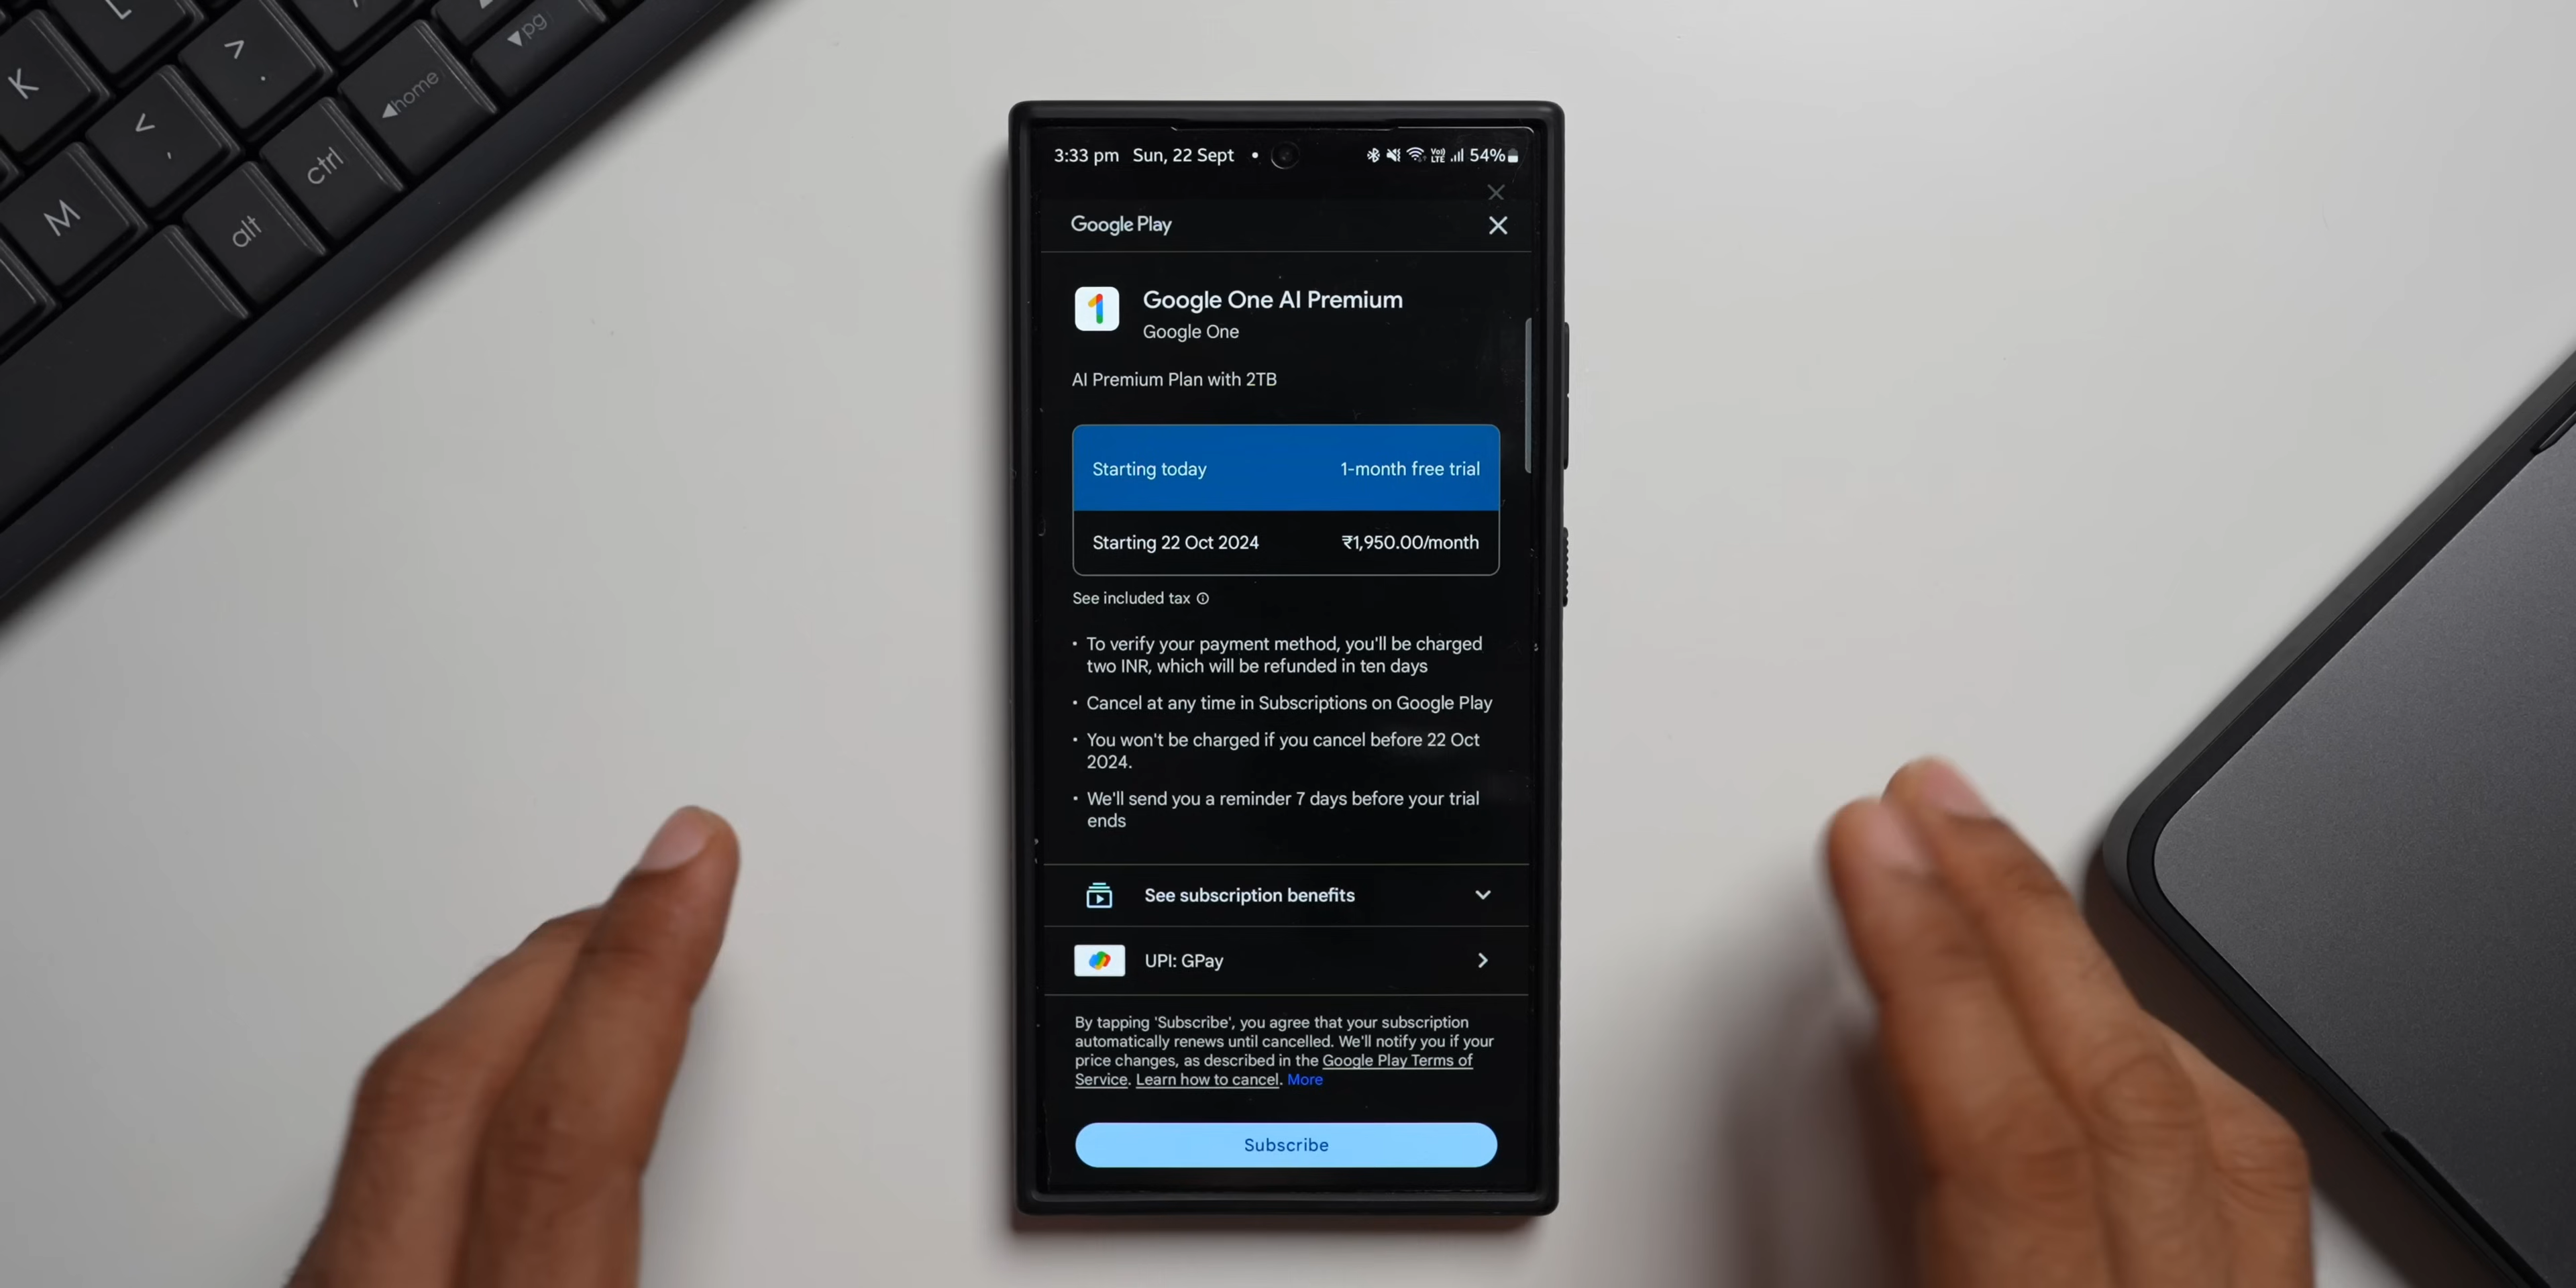 K
L
>
.
<
,
M
alt
ctrl
◀home
▼pg
3:33 pm Sun, 22 Sept • Vo) LTE 54%
Google Play
Google One AI Premium
Google One
AI Premium Plan with 2TB
Starting today 1-month free trial
Starting 22 Oct 2024 ₹1,950.00/month
See included tax
• To verify your payment method, you'll be charged
two INR, which will be refunded in ten days
• Cancel at any time in Subscriptions on Google Play
• You won't be charged if you cancel before 22 Oct
2024.
• We'll send you a reminder 7 days before your trial
ends
See subscription benefits
UPI: GPay
By tapping 'Subscribe', you agree that your subscription
automatically renews until cancelled. We'll notify you if your
price changes, as described in the Google Play Terms of
Service. Learn how to cancel. More
Subscribe